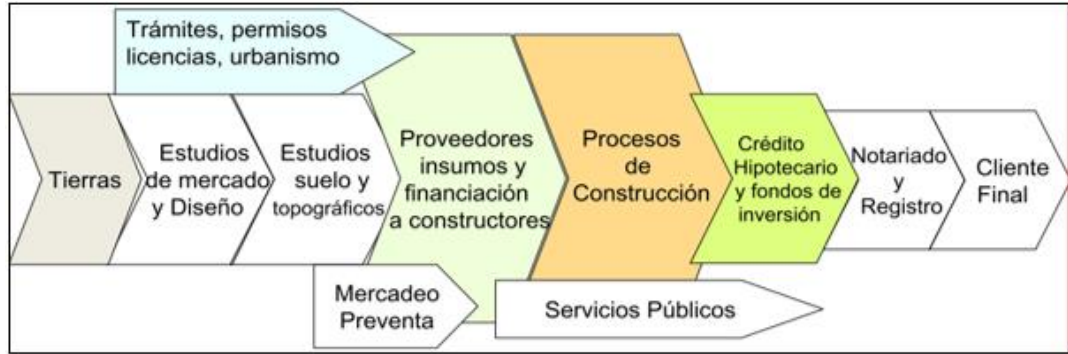 Trámites, permisos
licencias, urbanismo
Tierras
Estudios
de mercado
y Diseño
Estudios
suelo y
topográficos
Proveedores
insumos y
financiación
a constructores
Procesos
de
Construcción
Crédito
Hipotecario
y fondos de
inversión
Notariado
y
Registro
Cliente
Final
Mercadeo
Preventa
Servicios Públicos